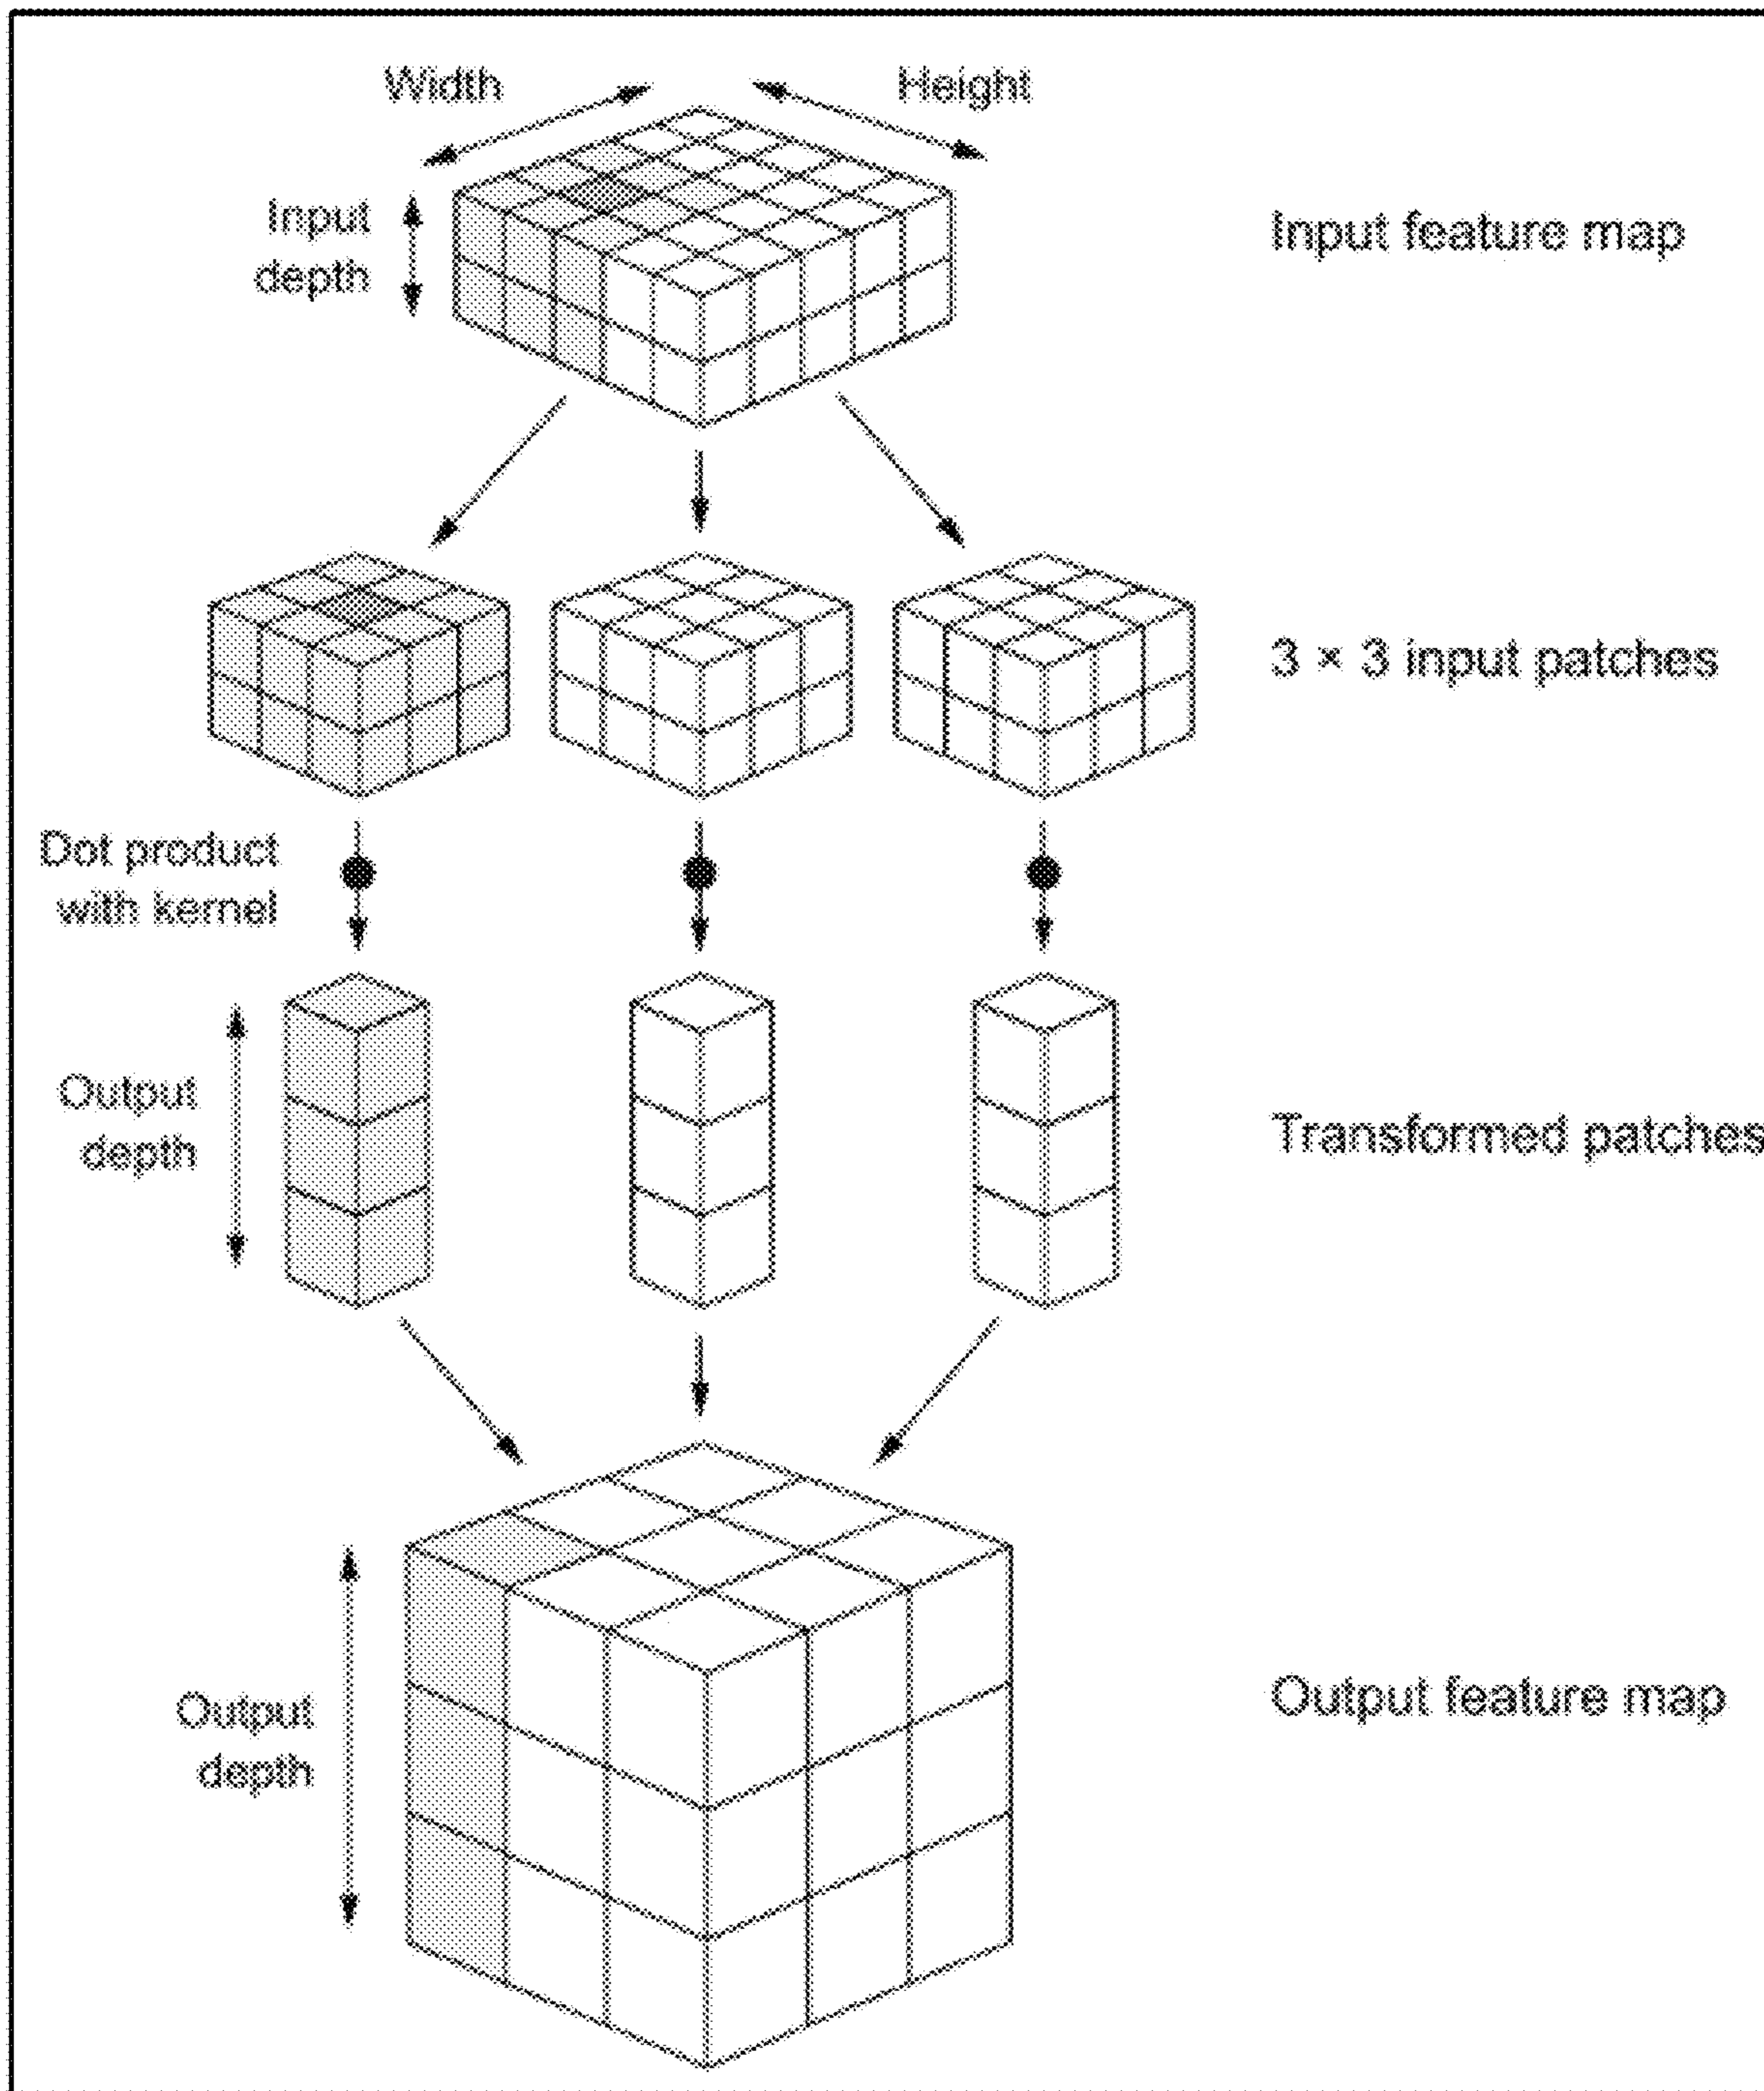 Width
Height
Input
depth
Input feature map
3 × 3 input patches
Dot product
with kernel
Output
depth
Transformed patches
Output
depth
Output feature map